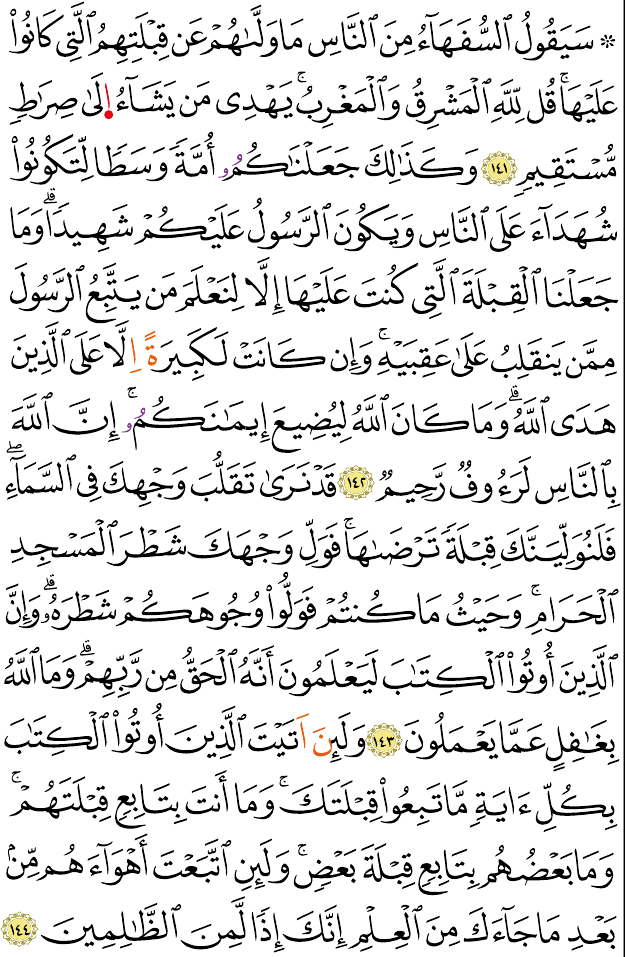 ۞ سَيَقُولُ ٱلسُّفَهَآءُ مِنَ ٱلنَّاسِ مَا وَلَّىٰهُمْ عَن قِبْلَتِهِمُ ٱلَّتِى كَانُوا۟
عَلَيْهَا ۚ قُل لِّلَّهِ ٱلْمَشْرِقُ وَٱلْمَغْرِبُ ۚ يَهْدِى مَن يَشَآءُ اِ۬لَىٰ صِرَٰطٍ
مُّسْتَقِيمٍ ١٤١ وَكَذَٰلِكَ جَعَلْنَٰكُمُۥ أُمَّةً وَسَطًا لِّتَكُونُوا۟
شُهَدَآءَ عَلَى ٱلنَّاسِ وَيَكُونَ ٱلرَّسُولُ عَلَيْكُمْ شَهِيدًا ۗ وَمَا
جَعَلْنَا ٱلْقِبْلَةَ ٱلَّتِى كُنتَ عَلَيْهَا إِلَّا لِنَعْلَمَ مَن يَتَّبِعُ ٱلرَّسُولَ
مِمَّن يَنقَلِبُ عَلَىٰ عَقِبَيْهِ ۚ وَإِن كَانَتْ لَكَبِيرَةً اِلَّا عَلَى ٱلَّذِينَ
هَدَى ٱللَّهُ ۗ وَمَا كَانَ ٱللَّهُ لِيُضِيعَ إِيمَٰنَكُمُۥ ۚ إِنَّ ٱللَّهَ
بِٱلنَّاسِ لَرَءُوفٌ رَّحِيمٌ ١٤٢ قَدْ نَرَىٰ تَقَلُّبَ وَجْهِكَ فِى ٱلسَّمَآءِ ۖ
فَلَنُوَلِّيَنَّكَ قِبْلَةً تَرْضَىٰهَا ۚ فَوَلِّ وَجْهَكَ شَطْرَ ٱلْمَسْجِدِ
ٱلْحَرَامِ ۚ وَحَيْثُ مَا كُنتُمْ فَوَلُّوا۟ وُجُوهَكُمْ شَطْرَهُۥ ۗ وَإِنَّ
ٱلَّذِينَ أُوتُوا۟ ٱلْكِتَٰبَ لَيَعْلَمُونَ أَنَّهُ ٱلْحَقُّ مِن رَّبِّهِمْ ۗ وَمَا ٱللَّهُ
بِغَٰفِلٍ عَمَّا يَعْمَلُونَ ١٤٣ وَلَئِنَ اَتَيْتَ ٱلَّذِينَ أُوتُوا۟ ٱلْكِتَٰبَ
بِكُلِّ ءَايَةٍ مَّا تَبِعُوا۟ قِبْلَتَكَ ۚ وَمَا أَنتَ بِتَابِعٍ قِبْلَتَهُمْ ۚ
وَمَا بَعْضُهُم بِتَابِعٍ قِبْلَةَ بَعْضٍ ۚ وَلَئِنِ ٱتَّبَعْتَ أَهْوَآءَهُم مِّنۢ
بَعْدِ مَا جَآءَكَ مِنَ ٱلْعِلْمِ إِنَّكَ إِذًا لَّمِنَ ٱلظَّٰلِمِينَ ١٤٤